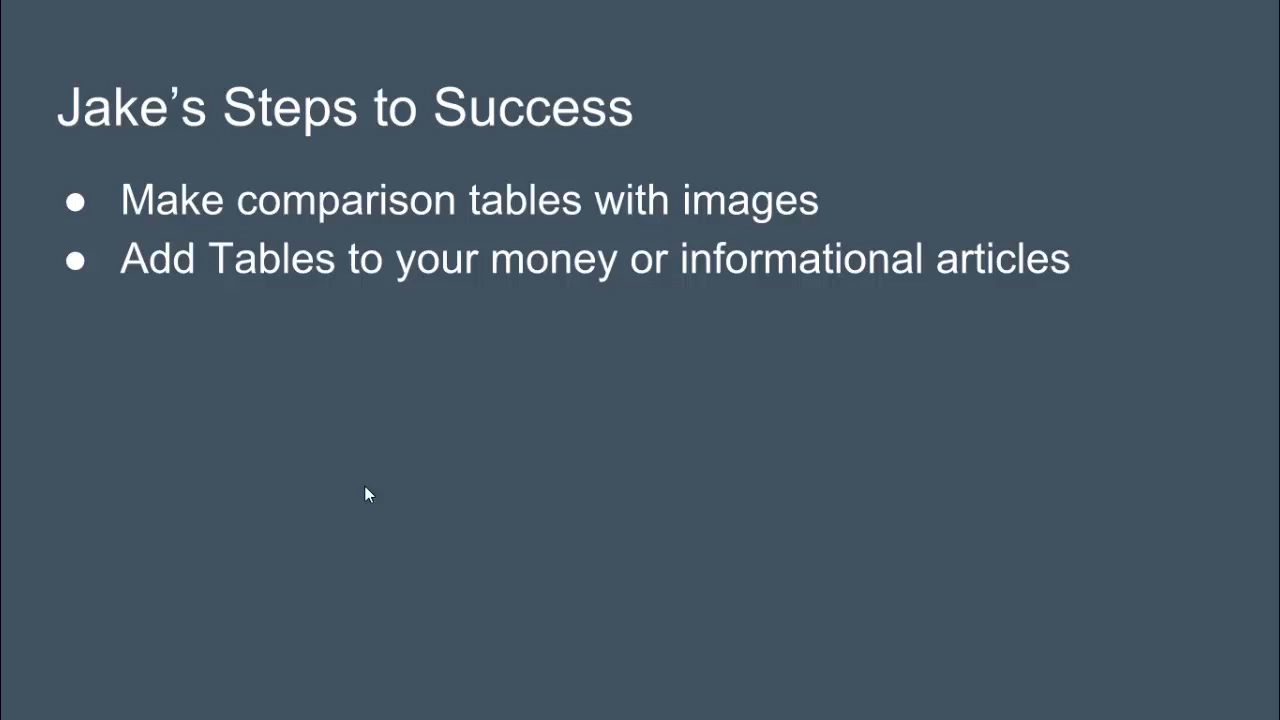 Jake’s Steps to Success
● Make comparison tables with images
● Add Tables to your money or informational articles